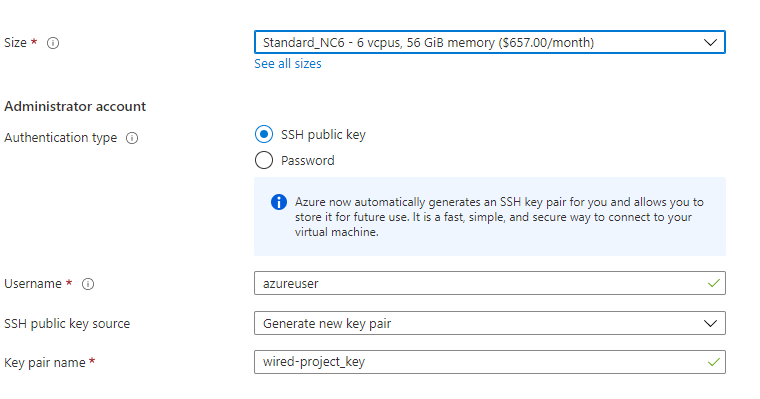 Size *
Standard_NC6 - 6 vcpus, 56 GiB memory ($657.00/month)
See all sizes
Administrator account
Authentication type
SSH public key
Password
Azure now automatically generates an SSH key pair for you and allows you to
store it for future use. It is a fast, simple, and secure way to connect to your
virtual machine.
Username *
azureuser
SSH public key source
Generate new key pair
Key pair name *
wired-project_key